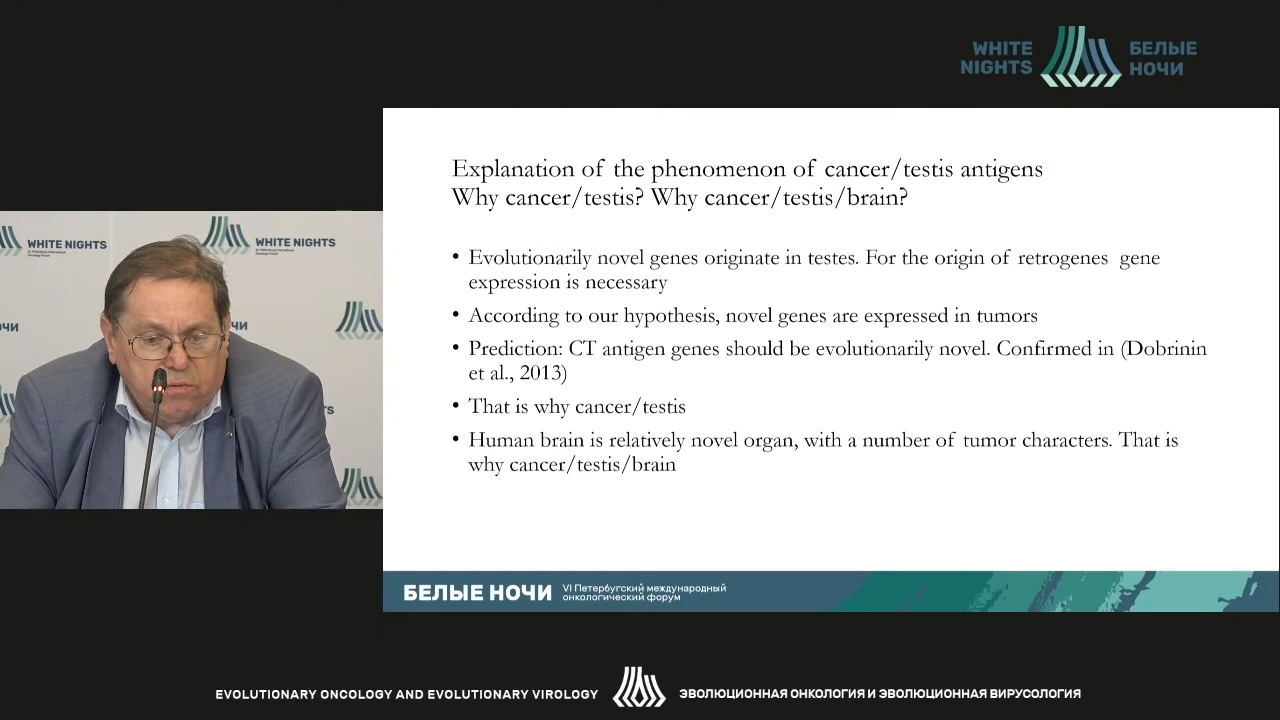 WHITE
NIGHTS
БЕЛЫЕ
НОЧИ
WHITE NIGHTS
WHITE NIGHTS
ОЧИ
ЧИ
Explanation of the phenomenon of cancer/testis antigens
Why cancer/testis? Why cancer/testis/brain?
• Evolutionarily novel genes originate in testes. For the origin of retrogenes gene
expression is necessary
• According to our hypothesis, novel genes are expressed in tumors
• Prediction: CT antigen genes should be evolutionarily novel. Confirmed in (Dobrinin
et al., 2013)
• That is why cancer/testis
• Human brain is relatively novel organ, with a number of tumor characters. That is
why cancer/testis/brain
БЕЛЫЕ НОЧИ
VI Петербугский международный
онкологический форум
EVOLUTIONARY ONCOLOGY AND EVOLUTIONARY VIROLOGY
ЭВОЛЮЦИОННАЯ ОНКОЛОГИЯ И ЭВОЛЮЦИОННАЯ ВИРУСОЛОГИЯ